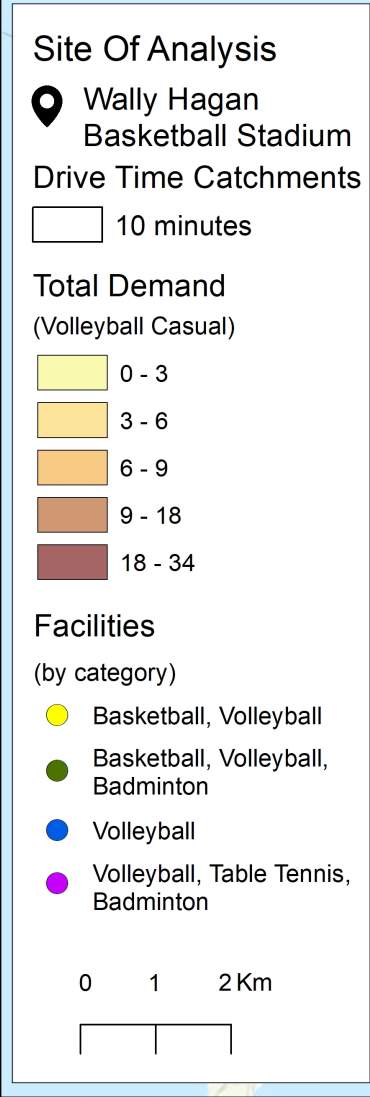 Site Of Analysis
Wally Hagan
Basketball Stadium
Drive Time Catchments
10 minutes
Total Demand
(Volleyball Casual)
0 - 3
3 - 6
6 - 9
9 - 18
18 - 34
Facilities
(by category)
Basketball, Volleyball
Basketball, Volleyball,
Badminton
Volleyball
Volleyball, Table Tennis,
Badminton
0 1 2 Km